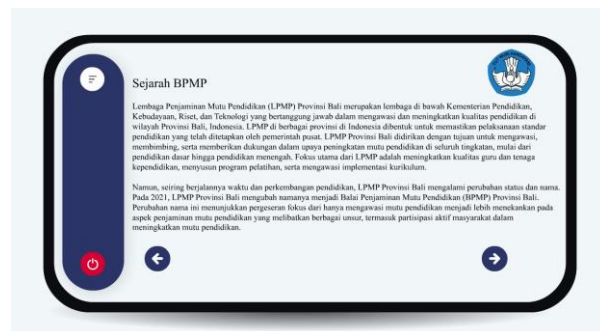 Sejarah BPMP
Lembaga Penjaminan Mutu Pendidikan (LPMP) Provinsi Bali merupakan lembaga di bawah Kementerian Pendidikan,
Kebudayaan, Riset, dan Teknologi yang bertanggung jawab dalam mengawasi dan meningkatkan kualitas pendidikan di
wilayah Provinsi Bali, Indonesia. LPMP di berbagai provinsi di Indonesia dibentuk untuk memastikan pelaksanaan standar
pendidikan yang telah ditetapkan oleh pemerintah pusat. LPMP Provinsi Bali didirikan dengan tujuan untuk mengawasi,
membimbing, serta memberikan dukungan dalam upaya peningkatan mutu pendidikan di seluruh tingkatan, mulai dari
pendidikan dasar hingga pendidikan menengah. Fokus utama dari LPMP adalah meningkatkan kualitas guru dan tenaga
kependidikan, menyusun program pelatihan, serta mengawasi implementasi kurikulum.
Namun, seiring berjalannya waktu dan perkembangan pendidikan, LPMP Provinsi Bali mengalami perubahan status dan nama.
Pada 2021, LPMP Provinsi Bali mengubah namanya menjadi Balai Penjaminan Mutu Pendidikan (BPMP) Provinsi Bali.
Perubahan nama ini menunjukkan pergeseran fokus dari hanya mengawasi mutu pendidikan menjadi lebih menekankan pada
aspek penjaminan mutu pendidikan yang melibatkan berbagai unsur, termasuk partisipasi aktif masyarakat dalam
meningkatkan mutu pendidikan.